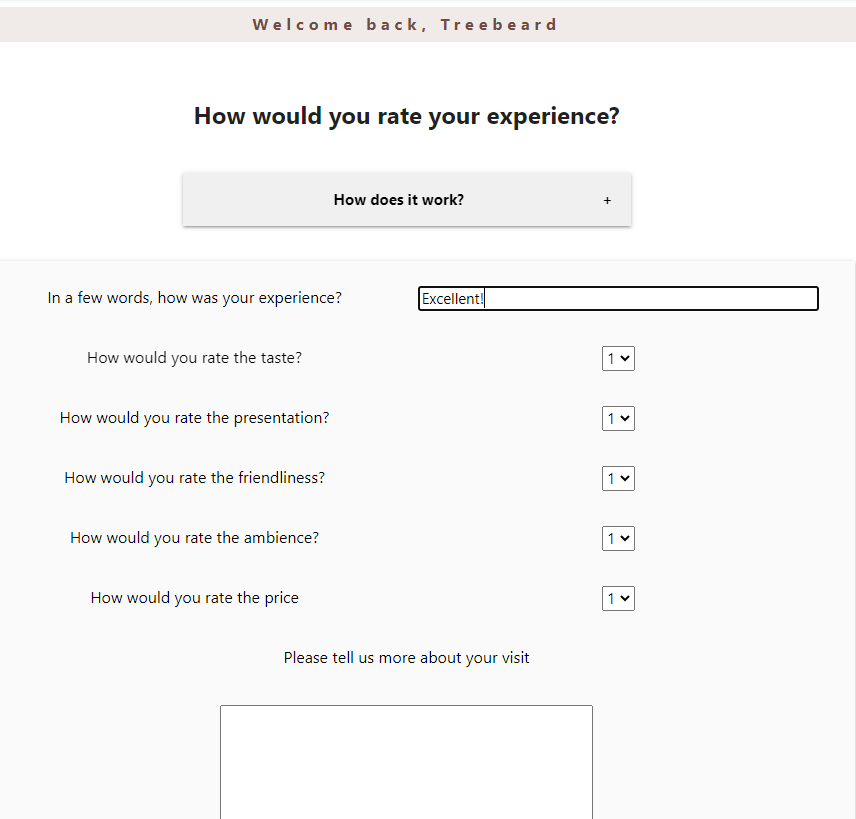 Welcome back, Treebeard
How would you rate your experience?
How does it work? +
In a few words, how was your experience? Excellent!
How would you rate the taste? 1
How would you rate the presentation? 1
How would you rate the friendliness? 1
How would you rate the ambience? 1
How would you rate the price 1
Please tell us more about your visit